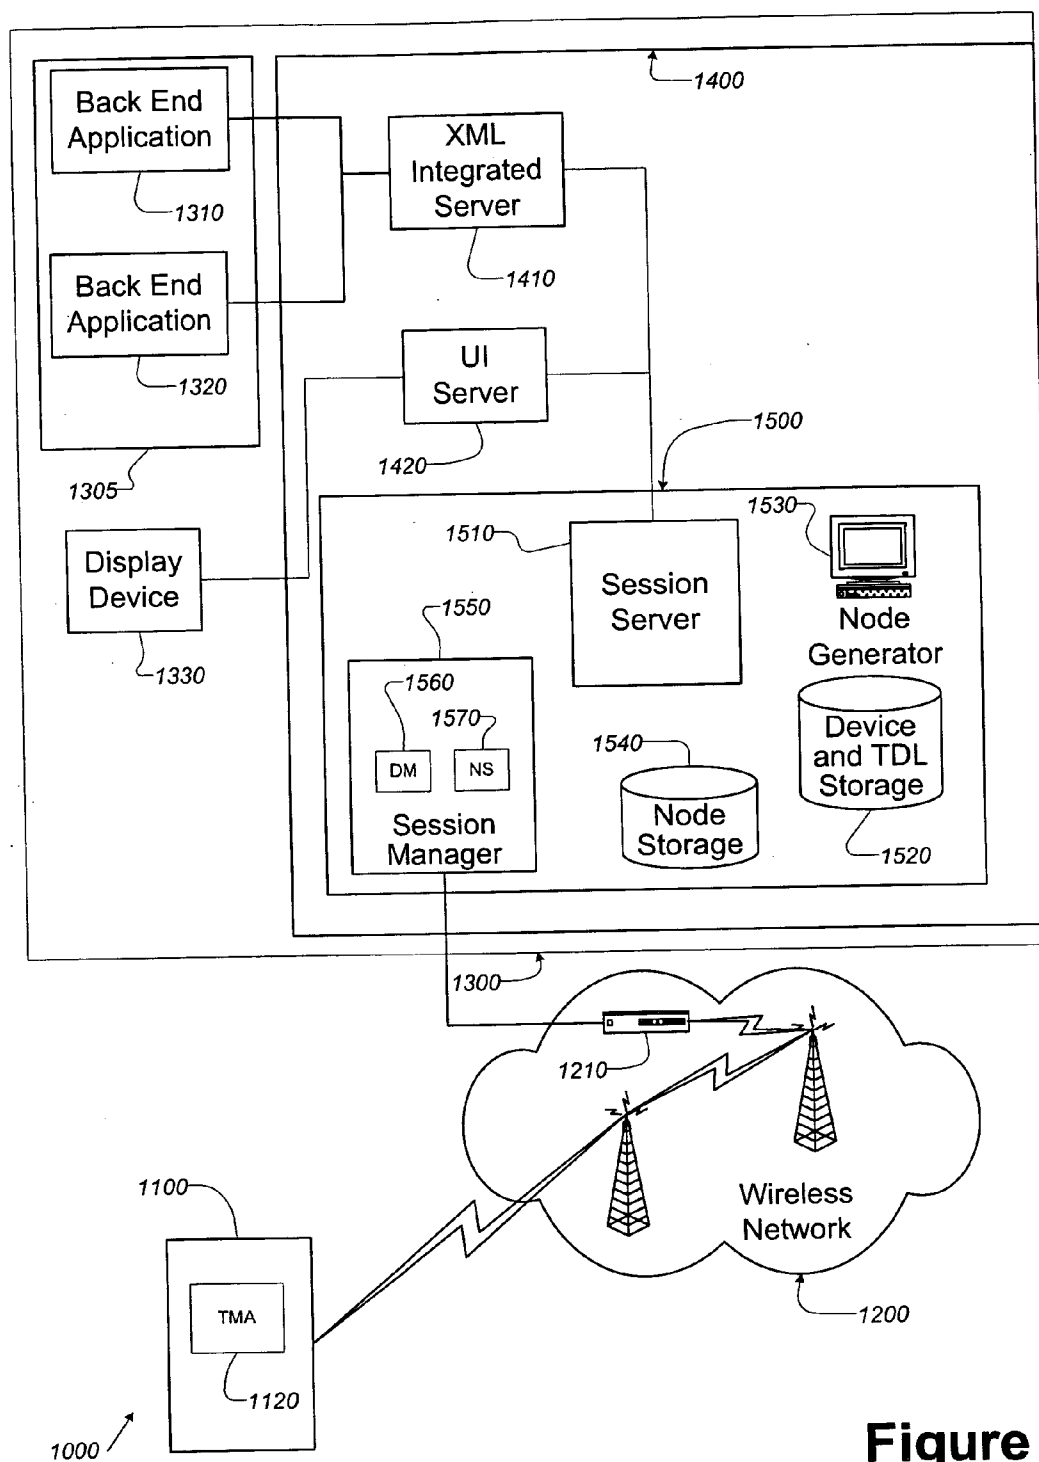 1400
Back End
Application
1310
XML
Integrated
Server
1410
Back End
Application
1320
UI
Server
1420
1305
1500
Display
Device
1330
1510
Session
Server
1530
Node
Generator
1550
1560
1570
DM
NS
Session
Manager
1540
Node
Storage
Device
and TDL
Storage
1520
1300
1210
Wireless
Network
1200
1100
TMA
1120
1000
Figure